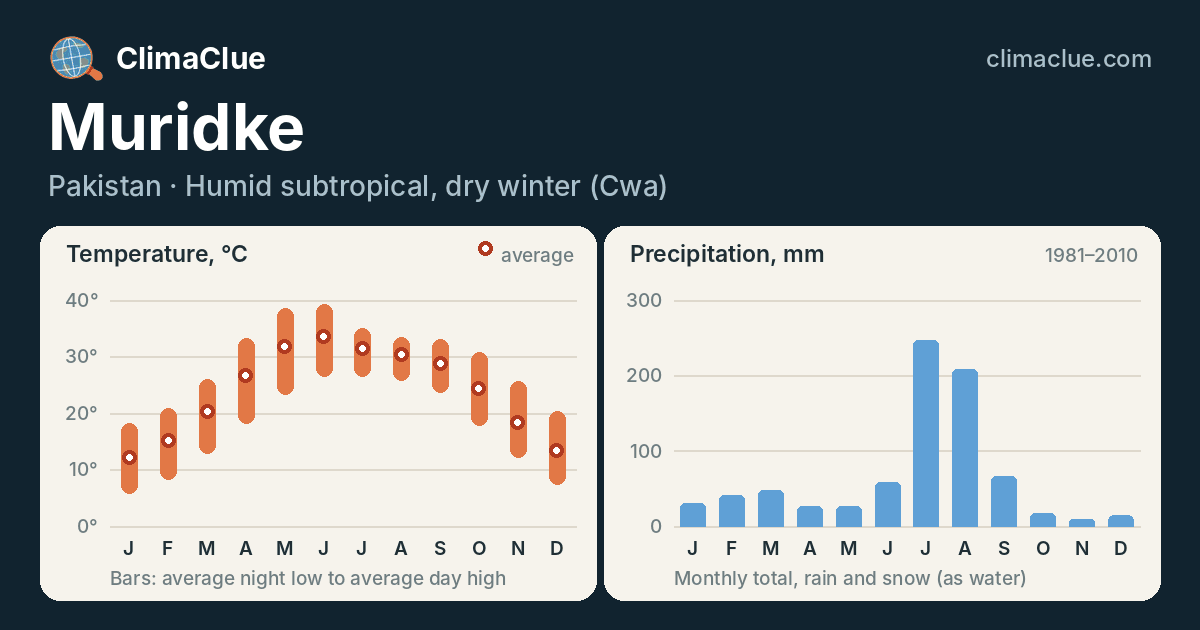 ClimaClue
climaclue.com
Muridke
Pakistan · Humid subtropical, dry winter (Cwa)
Temperature, °C
average
40°
30°
20°
10°
0°
J F M A M J J A S O N D
Bars: average night low to average day high
Precipitation, mm
1981–2010
300
200
100
0
J F M A M J J A S O N D
Monthly total, rain and snow (as water)